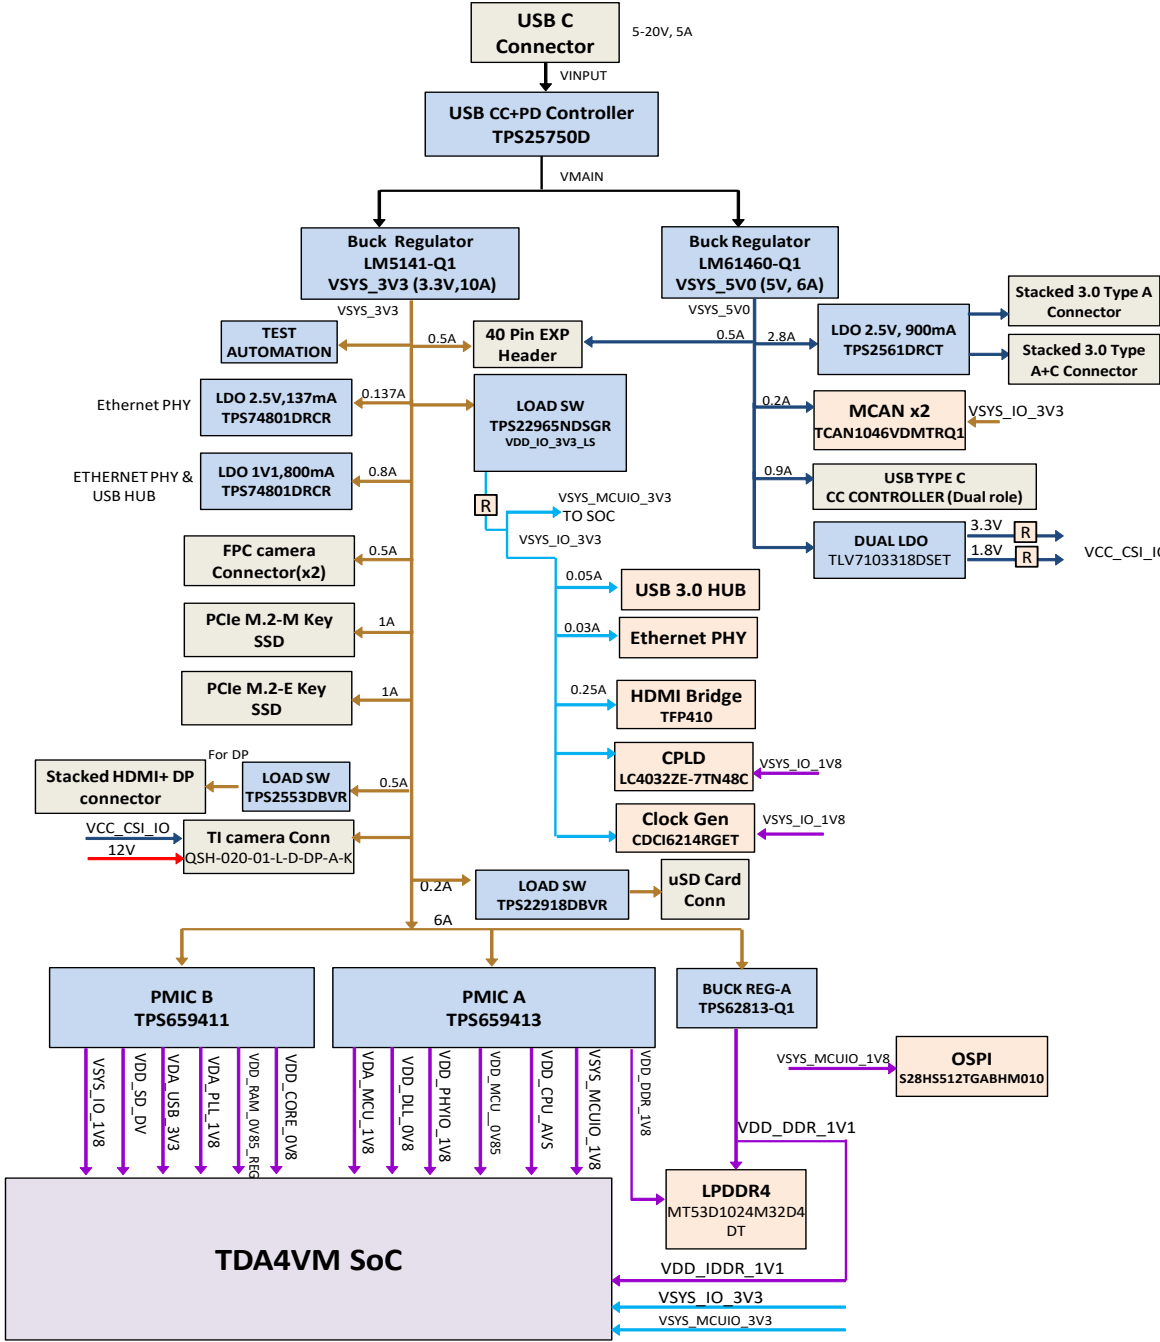 USB C
Connector
5-20V, 5A
VINPUT
USB CC+PD Controller
TPS25750D
VMAIN
Buck Regulator
LM5141-Q1
VSYS_3V3 (3.3V,10A)
Buck Regulator
LM61460-Q1
VSYS_5V0 (5V, 6A)
VSYS_3V3
VSYS_5V0
TEST
AUTOMATION
0.5A
40 Pin EXP
Header
0.5A
2.8A
LDO 2.5V, 900mA
TPS2561DRCT
Stacked 3.0 Type A
Connector
Stacked 3.0 Type
A+C Connector
Ethernet PHY
LDO 2.5V,137mA
TPS74801DRCR
0.137A
LOAD SW
TPS22965NDSGR
VDD_IO_3V3_LS
0.2A
MCAN x2
TCAN1046VDMTRQ1
VSYS_IO_3V3
ETHERNET PHY &
USB HUB
LDO 1V1,800mA
TPS74801DRCR
0.8A
R
VSYS_MCUIO_3V3
TO SOC
VSYS_IO_3V3
0.9A
USB TYPE C
CC CONTROLLER (Dual role)
DUAL LDO
TLV7103318DSET
3.3V
R
1.8V
R
VCC_CSI_IO
FPC camera
Connector(x2)
0.5A
0.05A
USB 3.0 HUB
PCIe M.2-M Key
SSD
1A
0.03A
Ethernet PHY
PCIe M.2-E Key
SSD
1A
0.25A
HDMI Bridge
TFP410
CPLD
LC4032ZE-7TN48C
VSYS_IO_1V8
Stacked HDMI+ DP
connector
For DP
LOAD SW
TPS2553DBVR
0.5A
Clock Gen
CDCI6214RGET
VSYS_IO_1V8
VCC_CSI_IO
12V
TI camera Conn
QSH-020-01-L-D-DP-A-K
0.2A
LOAD SW
TPS22918DBVR
uSD Card
Conn
6A
PMIC B
TPS659411
PMIC A
TPS659413
BUCK REG-A
TPS62813-Q1
VSYS_IO_1V8
VDD_SD_DV
VDA_USB_3V3
VDA_PLL_1V8
VDD_RAM_0V85_REG
VDD_CORE_0V8
VDA_MCU_1V8
VDD_DLL_0V8
VDD_PHYIO_1V8
VDD_MCU_0V85
VDD_CPU_AVS
VSYS_MCUIO_1V8
VDD_DDR_1V8
VSYS_MCUIO_1V8
OSPI
S28HS512TGABHM010
VDD_DDR_1V1
LPDDR4
MT53D1024M32D4
DT
TDA4VM SoC
VDD_IDDR_1V1
VSYS_IO_3V3
VSYS_MCUIO_3V3